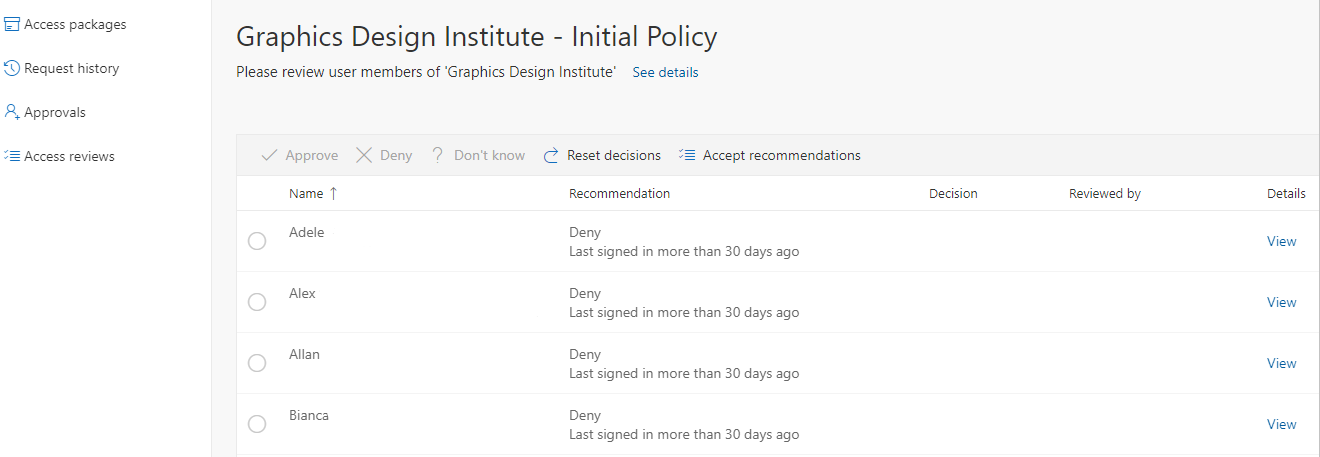 Access packages
Request history
Approvals
Access reviews
Graphics Design Institute - Initial Policy
Please review user members of 'Graphics Design Institute' See details
Approve Deny Don't know Reset decisions Accept recommendations
Name ↑ Recommendation Decision Reviewed by Details
Adele Deny
Last signed in more than 30 days ago View
Alex Deny
Last signed in more than 30 days ago View
Allan Deny
Last signed in more than 30 days ago View
Bianca Deny
Last signed in more than 30 days ago View